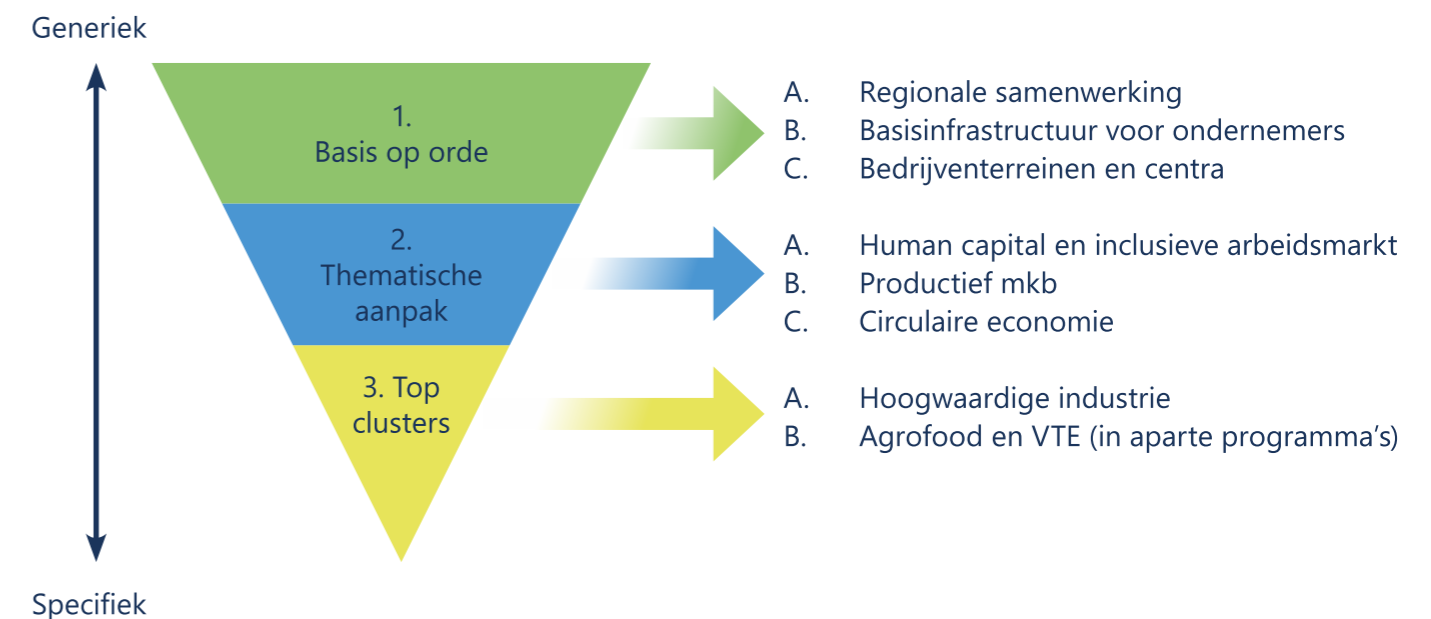 Generiek
1.
Basis op orde
A. Regionale samenwerking
B. Basisinfrastructuur voor ondernemers
C. Bedrijventerreinen en centra
2.
Thematische
aanpak
A. Human capital en inclusieve arbeidsmarkt
B. Productief mkb
C. Circulaire economie
3. Top
clusters
A. Hoogwaardige industrie
B. Agrofood en VTE (in aparte programma’s)
Specifiek